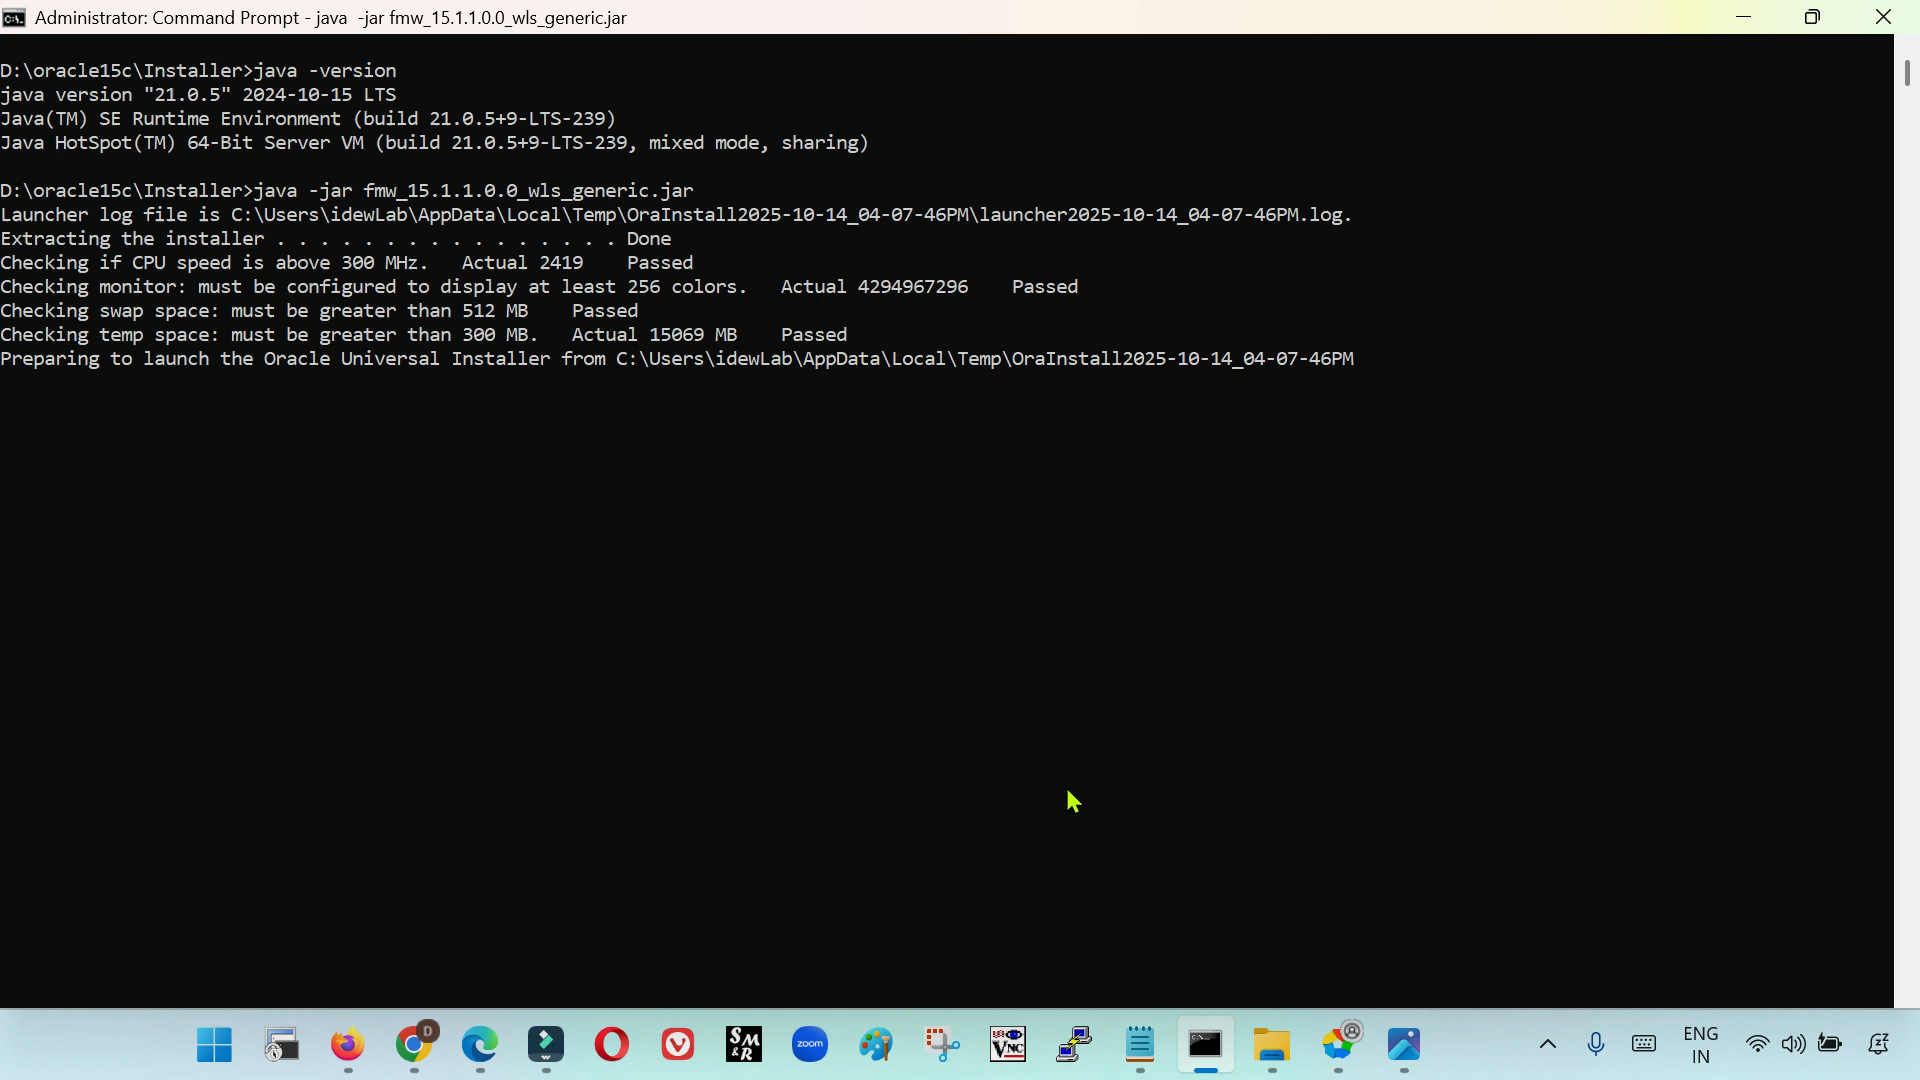 Administrator: Command Prompt - java  -jar fmw_15.1.1.0.0_wls_generic.jar
D:\oracle15c\Installer>java -version
java version "21.0.5" 2024-10-15 LTS
Java(TM) SE Runtime Environment (build 21.0.5+9-LTS-239)
Java HotSpot(TM) 64-Bit Server VM (build 21.0.5+9-LTS-239, mixed mode, sharing)
D:\oracle15c\Installer>java -jar fmw_15.1.1.0.0_wls_generic.jar
Launcher log file is C:\Users\idewLab\AppData\Local\Temp\OraInstall2025-10-14_04-07-46PM\launcher2025-10-14_04-07-46PM.log.
Extracting the installer . . . . . . . . . . . . . . . . Done
Checking if CPU speed is above 300 MHz.   Actual 2419    Passed
Checking monitor: must be configured to display at least 256 colors.   Actual 4294967296    Passed
Checking swap space: must be greater than 512 MB    Passed
Checking temp space: must be greater than 300 MB.   Actual 15069 MB    Passed
Preparing to launch the Oracle Universal Installer from C:\Users\idewLab\AppData\Local\Temp\OraInstall2025-10-14_04-07-46PM
D
SM
&R
zoom
VNC
ENG
IN